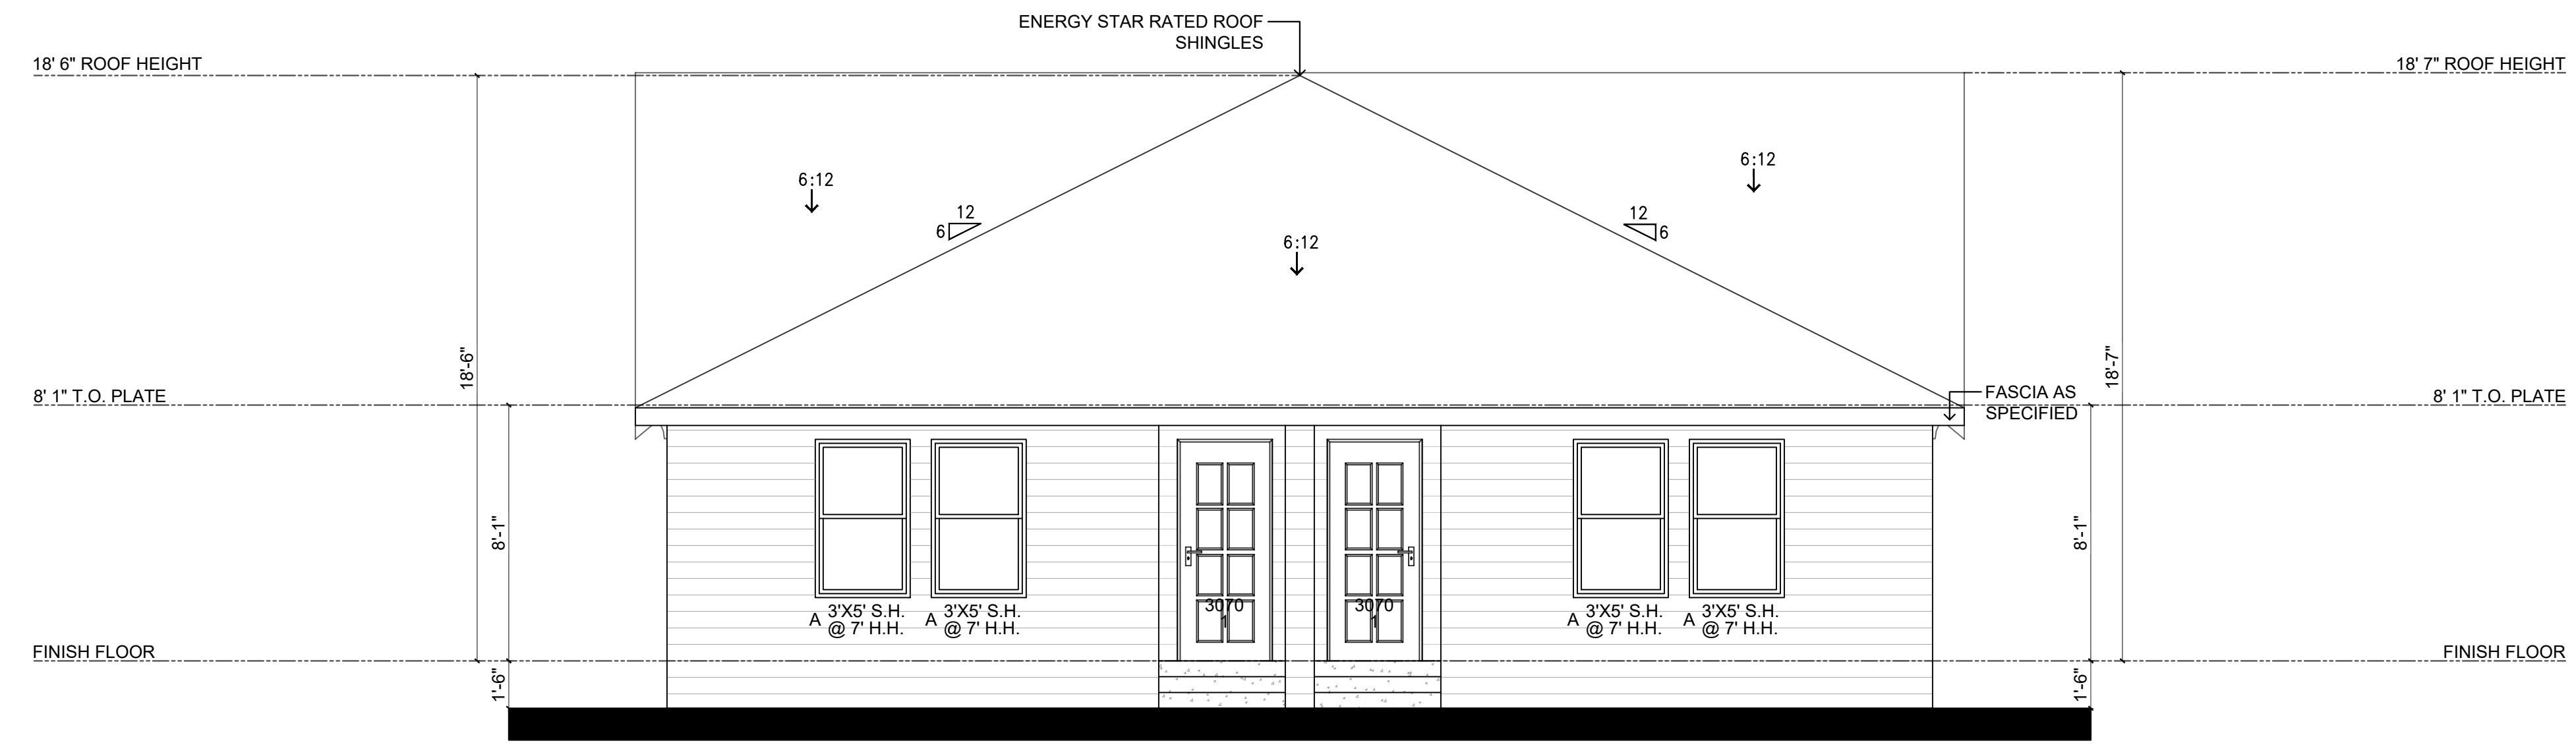 ENERGY STAR RATED ROOF
SHINGLES
18' 6" ROOF HEIGHT
18' 7" ROOF HEIGHT
6:12
6:12
12
6
12
6
6:12
18'-6"
18'-7"
8' 1" T.O. PLATE
FASCIA AS
SPECIFIED
8' 1" T.O. PLATE
8'-1"
8'-1"
A 3'X5' S.H.
@ 7' H.H.
A 3'X5' S.H.
@ 7' H.H.
3070
1
3070
1
A 3'X5' S.H.
@ 7' H.H.
A 3'X5' S.H.
@ 7' H.H.
FINISH FLOOR
FINISH FLOOR
1'-6"
1'-6"